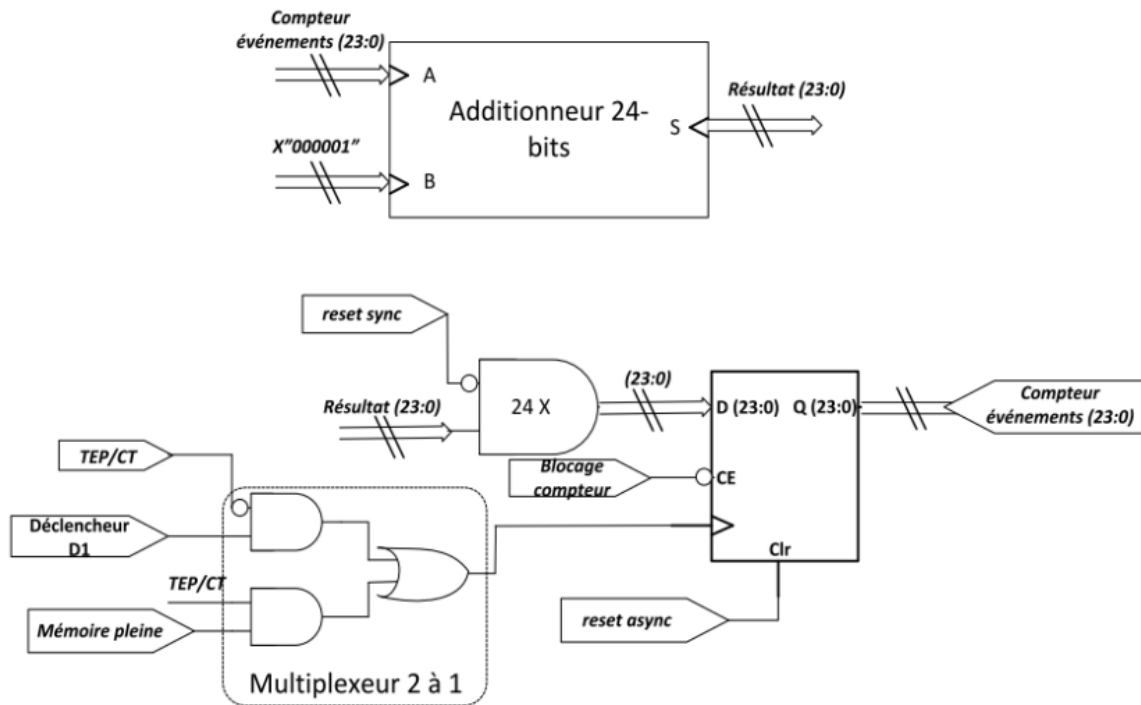 Compteur
événements (23:0)
A
Additionneur 24-
bits
Résultat (23:0)
S
X”000001”
B
reset sync
24 X
(23:0)
Résultat (23:0)
D (23:0) Q (23:0)
Compteur
événements (23:0)
TEP/CT
Blocage
compteur
CE
Déclencheur
D1
Clr
TEP/CT
Mémoire pleine
reset async
Multiplexeur 2 à 1